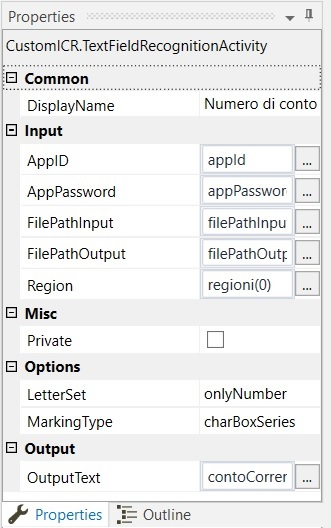 Properties
CustomICR.TextFieldRecognitionActivity
Common
DisplayName Numero di conto
Input
AppID appId ...
AppPassword appPasswor ...
FilePathInput filePathInpu ...
FilePathOutput filePathOutp ...
Region regioni(0) ...
Misc
Private
Options
LetterSet onlyNumber
MarkingType charBoxSeries
Output
OutputText contoCorrer ...
Properties Outline